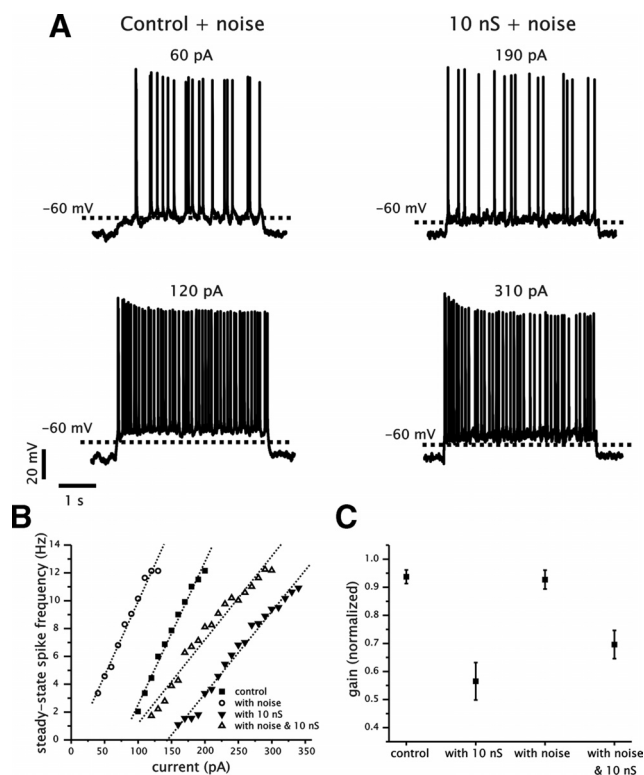 A
Control + noise
10 nS + noise
60 pA
190 pA
−60 mV
−60 mV
120 pA
310 pA
−60 mV
−60 mV
20 mV
1 s
B
steady-state spike frequency (Hz)
14
12
10
8
6
4
2
0
0 50 100 150 200 250 300 350
current (pA)
control
with noise
with 10 nS
with noise & 10 nS
C
gain (normalized)
1.0
0.9
0.8
0.7
0.6
0.5
0.4
control
with 10 nS
with noise
with noise
& 10 nS